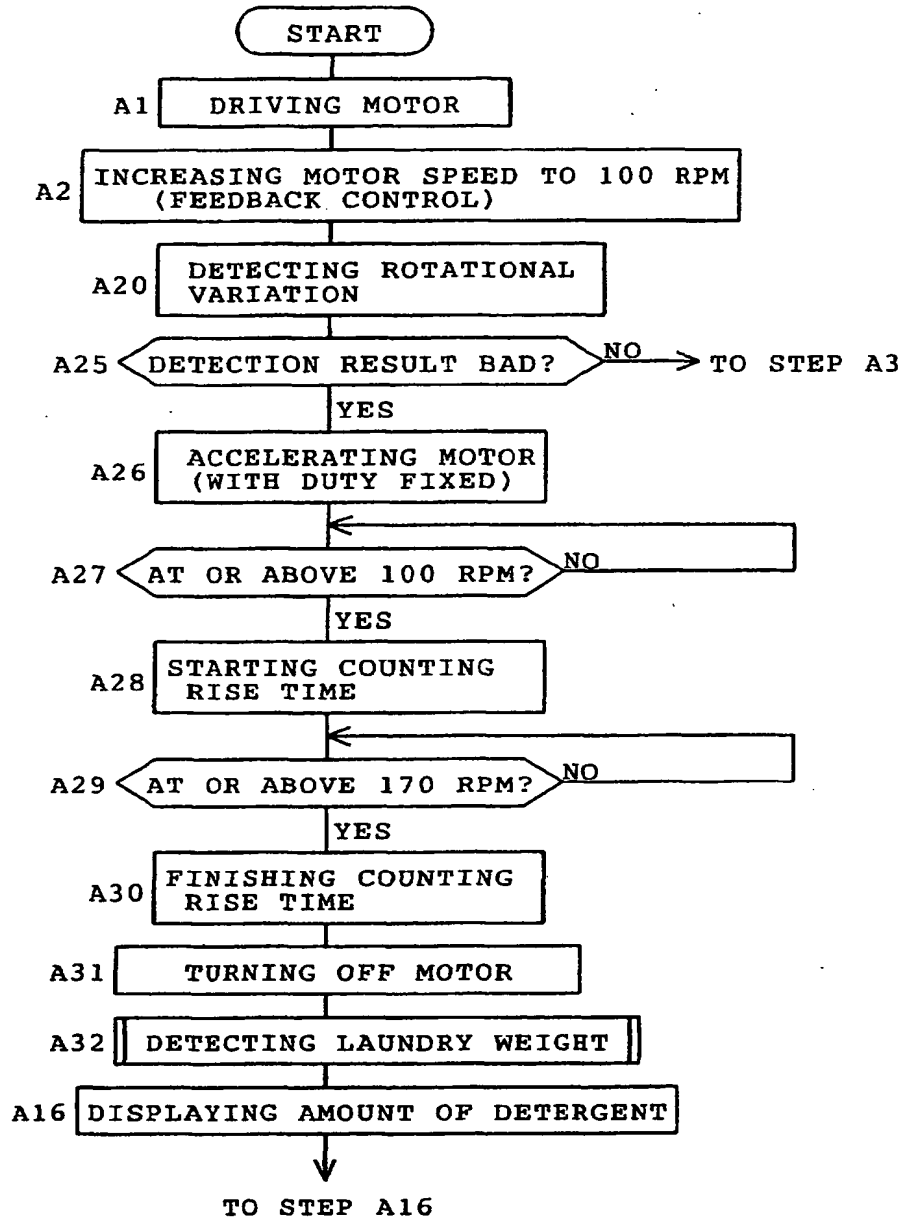 START
A1 DRIVING MOTOR
A2 INCREASING MOTOR SPEED TO 100 RPM
(FEEDBACK CONTROL)
A20 DETECTING ROTATIONAL
VARIATION
A25 DETECTION RESULT BAD? NO TO STEP A3
YES
A26 ACCELERATING MOTOR
(WITH DUTY FIXED)
A27 AT OR ABOVE 100 RPM? NO
YES
A28 STARTING COUNTING
RISE TIME
A29 AT OR ABOVE 170 RPM? NO
YES
A30 FINISHING COUNTING
RISE TIME
A31 TURNING OFF MOTOR
A32 DETECTING LAUNDRY WEIGHT
A16 DISPLAYING AMOUNT OF DETERGENT
TO STEP A16